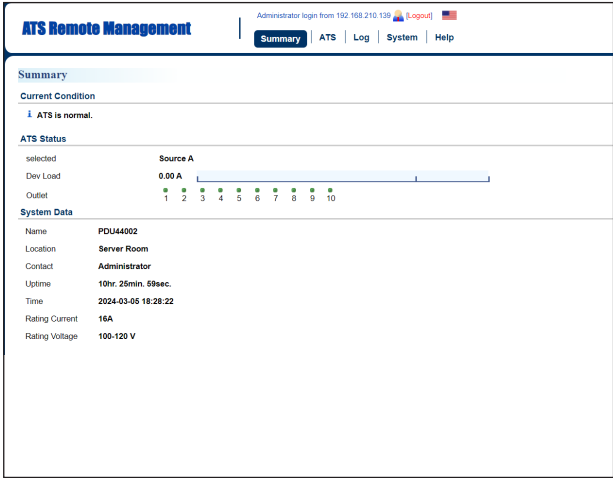 Administrator login from 192.168.210.139 [Logout]
ATS Remote Management
Summary ATS Log System Help
Summary
Current Condition
i ATS is normal.
ATS Status
selected Source A
Dev Load 0.00 A
Outlet 1 2 3 4 5 6 7 8 9 10
System Data
Name PDU44002
Location Server Room
Contact Administrator
Uptime 10hr. 25min. 59sec.
Time 2024-03-05 18:28:22
Rating Current 16A
Rating Voltage 100-120 V